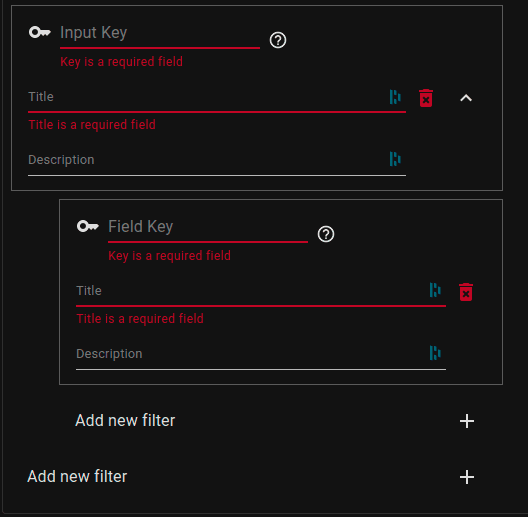 Input Key
Key is a required field
Title
Title is a required field
Description
Field Key
Key is a required field
Title
Title is a required field
Description
Add new filter
Add new filter